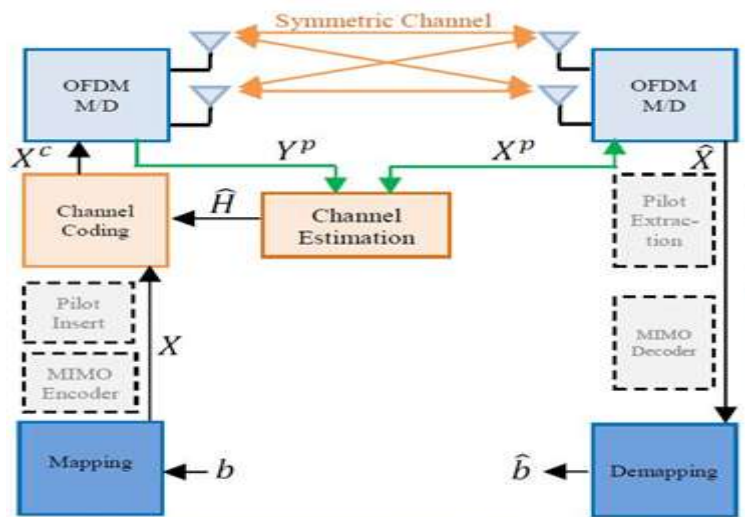 Symmetric Channel
OFDM
M/D
OFDM
M/D
X^c
Y^p
X^p
X̂
Channel
Coding
Ĥ
Channel
Estimation
Pilot
Extrac-
tion
Pilot
Insert
X
MIMO
Encoder
MIMO
Decoder
Mapping
b
b̂
Demapping